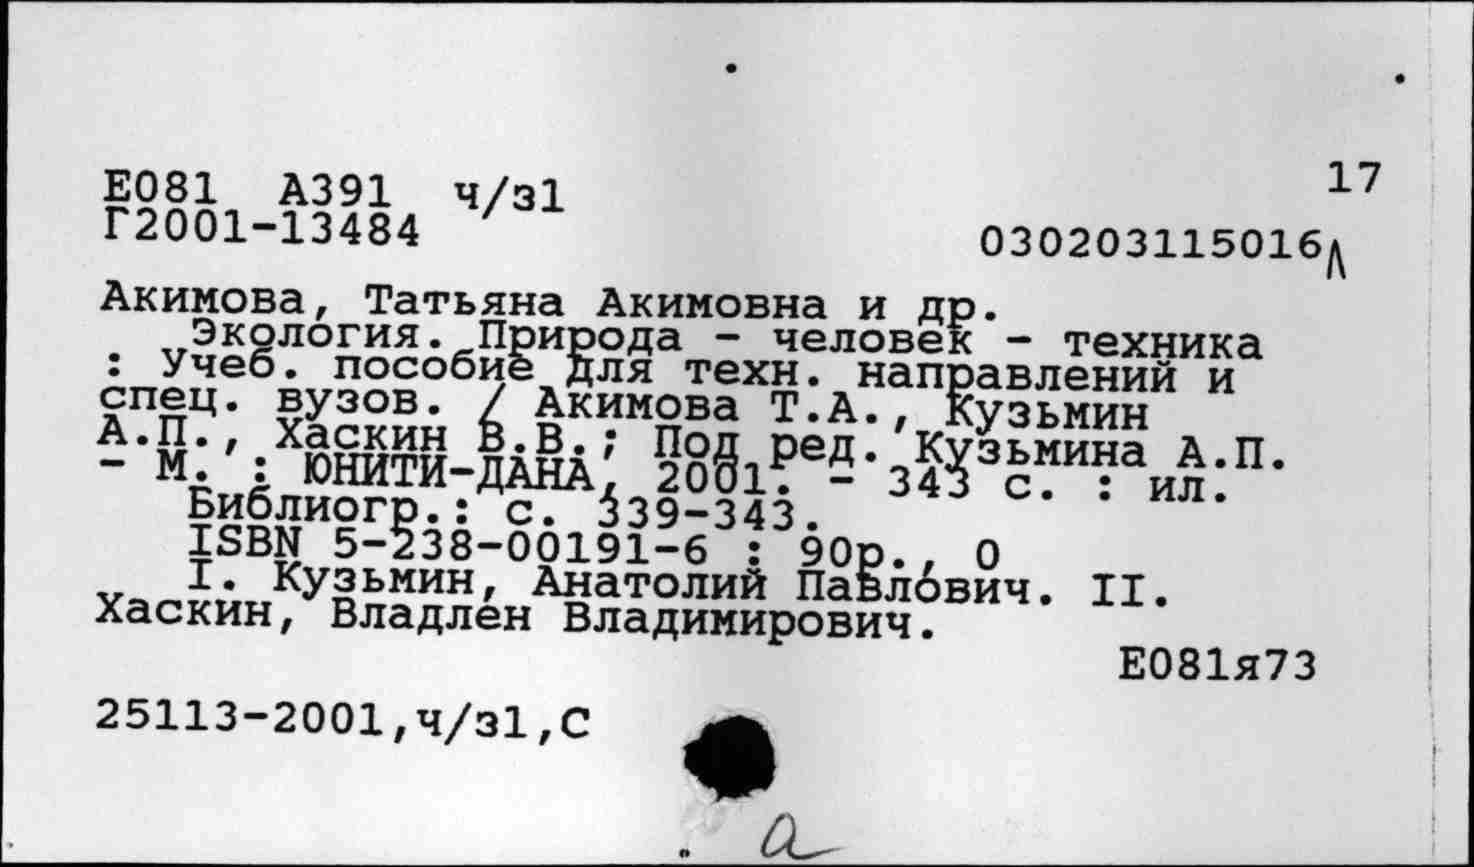 17
Е081 А391 ч/з1
Г2001-13484
030203115016Д
Акимова, Татьяна Акимовна и др.
Экология. Природа - человек - техника
: Учеб. пособие для техн. направлений и
спец. вузов. / Акимова Т.А., Кузьмин
А.П., Хаскин В.В.; Под ред. Кузьмина А.П.
- М. : ЮНИТИ-ДАНА, 2001. - 343 с. : ил.
Библиогр.: с. 339-343.
ISBN 5-238-00191-6 : 90р., 0
I. Кузьмин, Анатолий Павлович. II.
Хаскин, Владлен Владимирович.
Е081я73
25113-2001,ч/з1,С
а